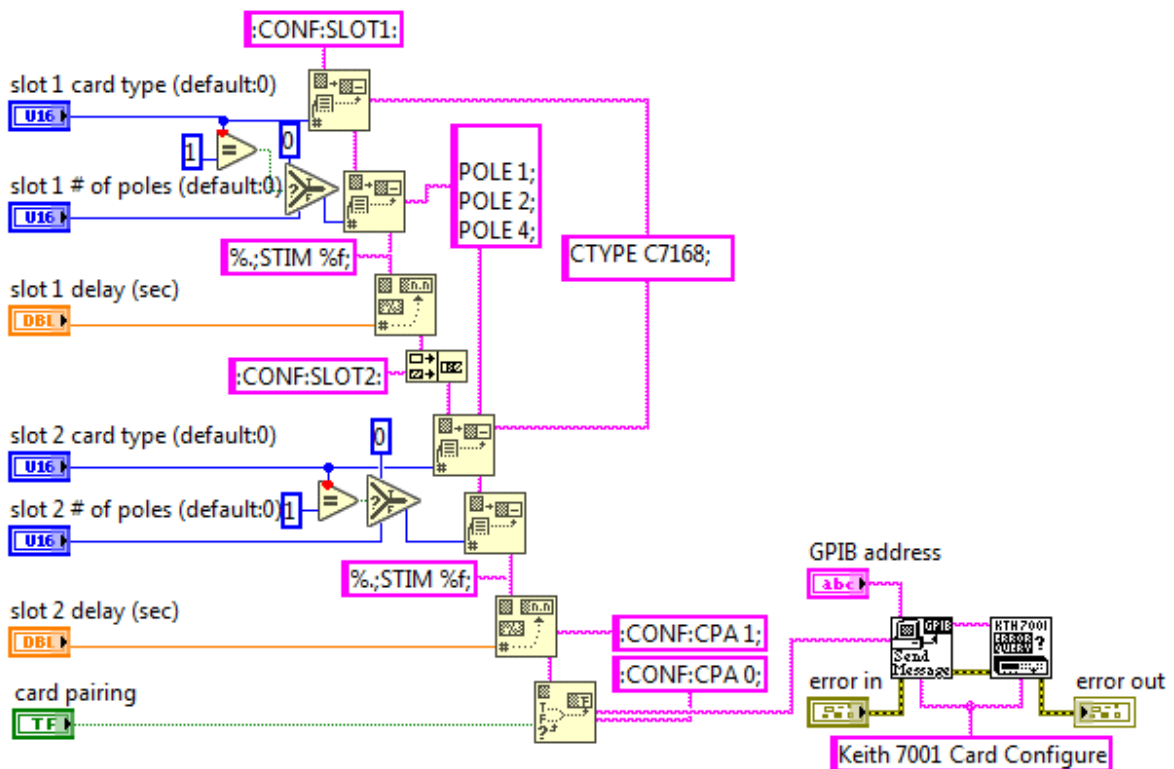 :CONF:SLOT1:
slot 1 card type (default:0)
U16
1
0
slot 1 # of poles (default:0)
U16
POLE 1;
POLE 2;
POLE 4;
CTYPE C7168;
%.;STIM %f;
slot 1 delay (sec)
DBL
:CONF:SLOT2:
slot 2 card type (default:0)
U16
0
slot 2 # of poles (default:0)
1
U16
%.;STIM %f;
slot 2 delay (sec)
DBL
:CONF:CPA 1;
:CONF:CPA 0;
card pairing
TF
GPIB address
abc
GPIB
Send
Message
KTH7001
ERROR
QUERY ?
error in
error out
Keith 7001 Card Configure